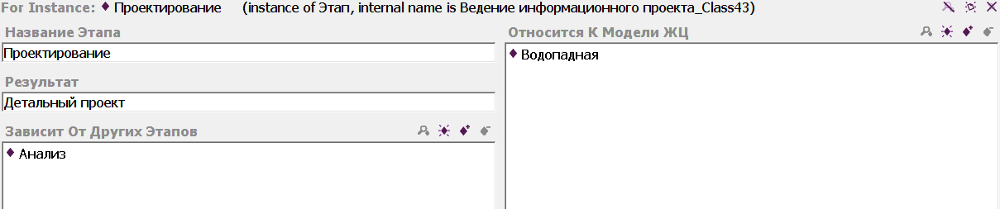 For Instance: Проектирование (instance of Этап, internal name is Ведение информационного проекта_Class43)
Название Этапа
Проектирование
Результат
Детальный проект
Зависит От Других Этапов
Анализ
Относится К Модели ЖЦ
Водопадная